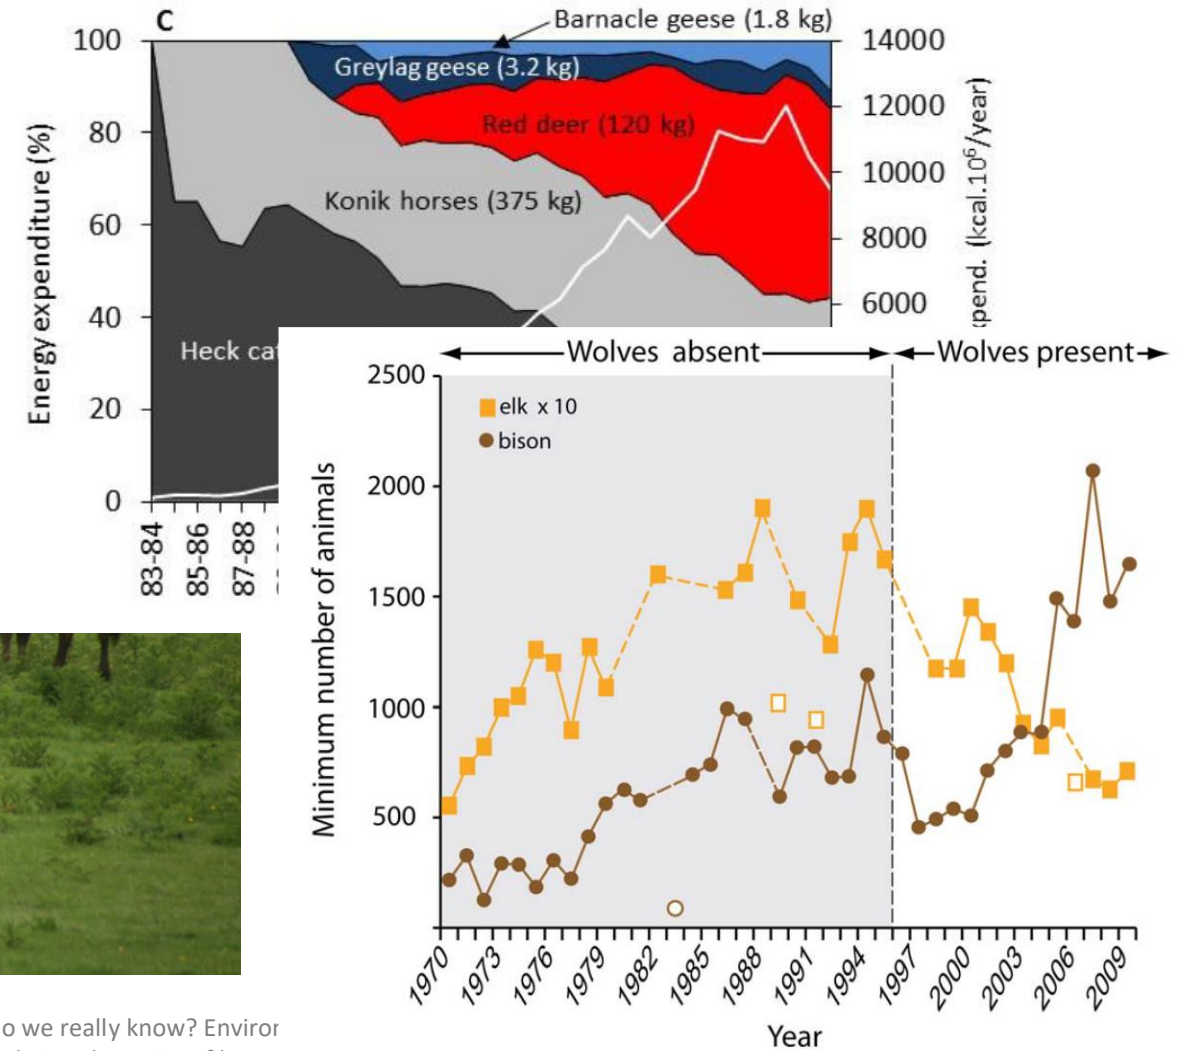 C
Barnacle geese (1.8 kg)
Greylag geese (3.2 kg)
Red deer (120 kg)
Konik horses (375 kg)
Heck cat
Energy expenditure (%)
100
80
60
40
20
0
83-84
85-86
87-88
14000
12000
10000
8000
6000
xpend. (kcal.10⁶/year)
Wolves absent
Wolves present
elk x 10
bison
Minimum number of animals
2500
2000
1500
1000
500
1970
1973
1976
1979
1982
1985
1988
1991
1994
1997
2000
2003
2006
2009
Year
o we really know? Enviror